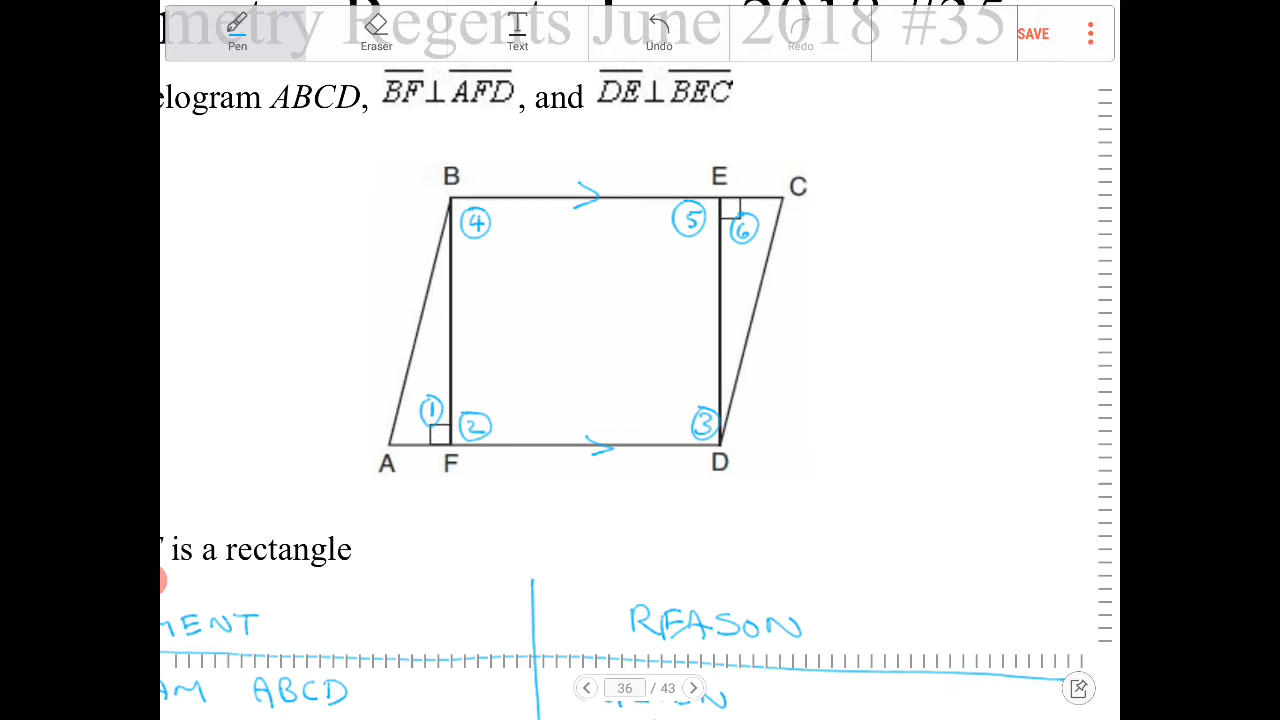 metry Regents June 2018 #35
Pen Eraser Text Undo Redo SAVE
elogram ABCD, BF⊥AFD, and DE⊥BEC
B E C
4 5 6
1 2 3
A F D
is a rectangle
MENT REASON
AM ABCD
36 / 43